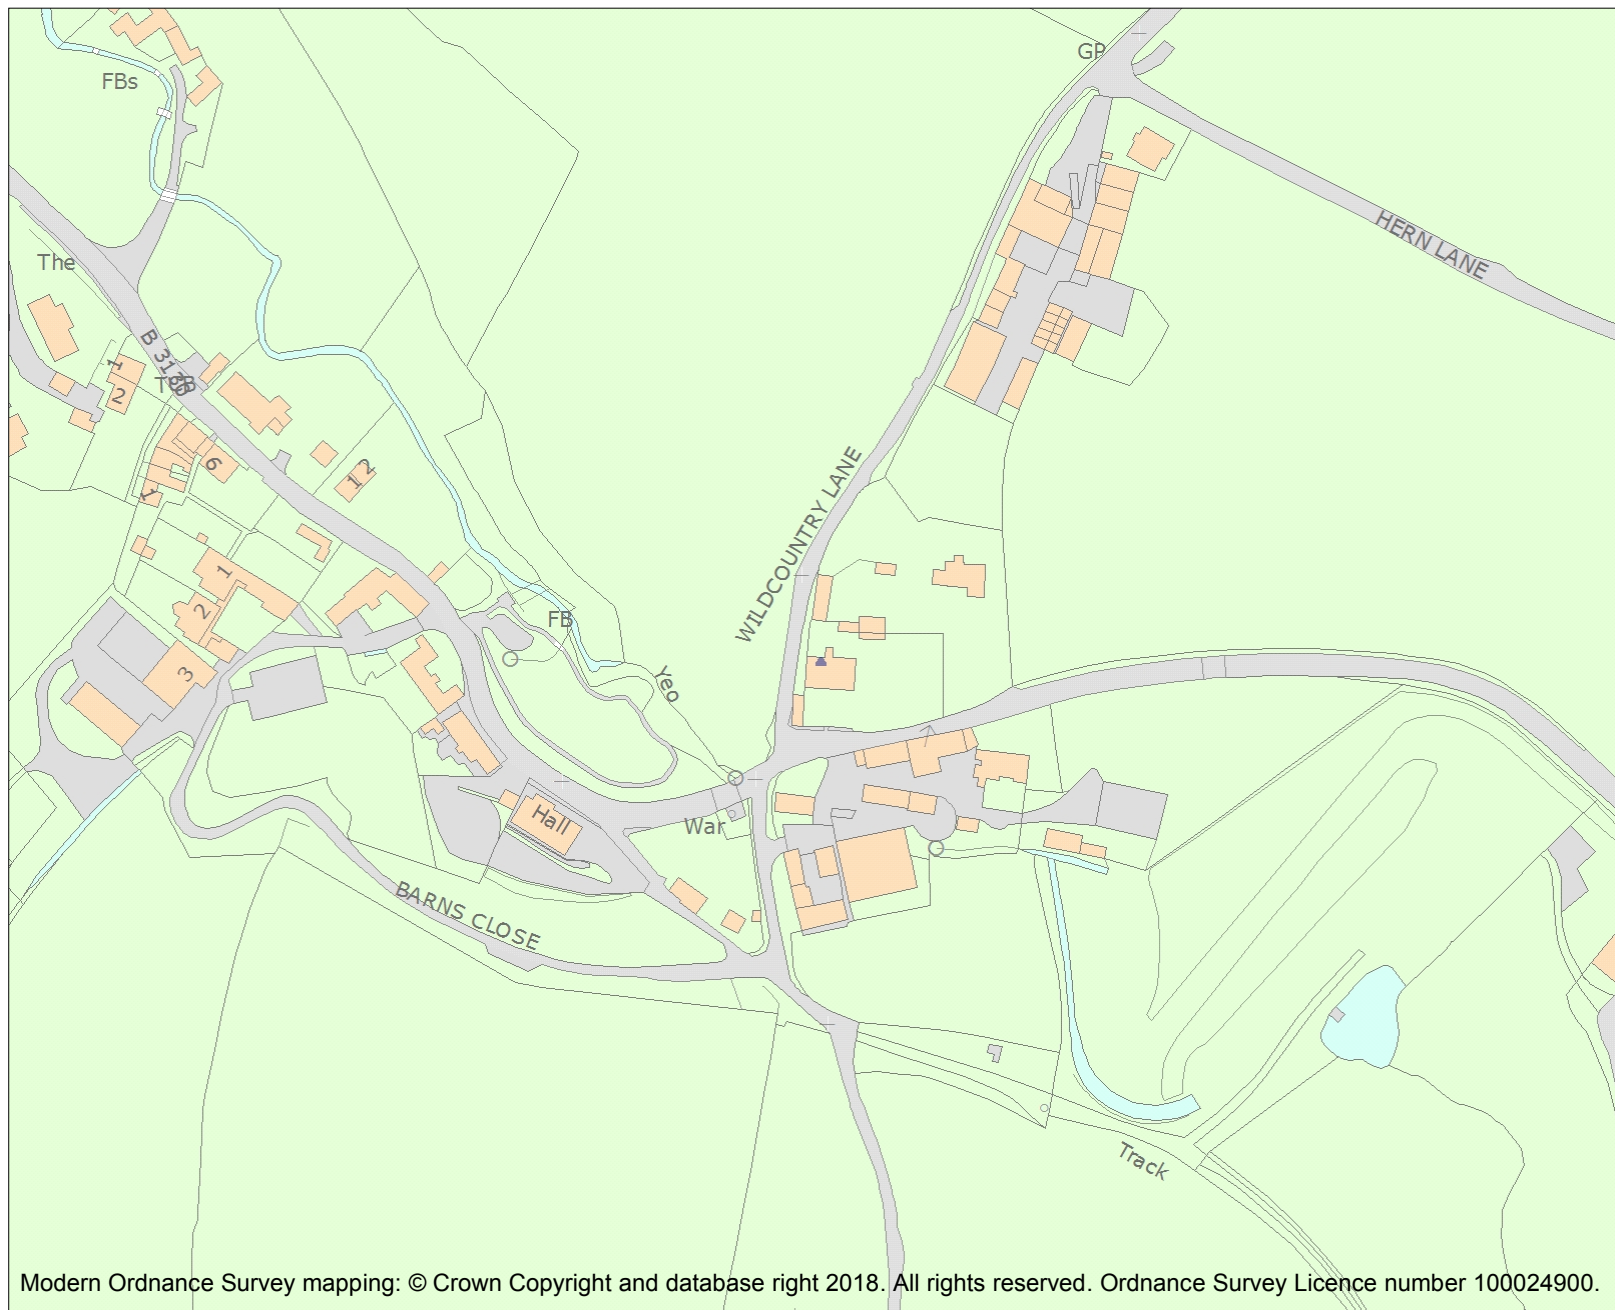 GP
FBs
HERN LANE
The
B 3130
TCB
1
2
1
6
2
1
WILDCOUNTRY LANE
1
2
FB
Yeo
3
Hall
War
BARNS CLOSE
Track
Modern Ordnance Survey mapping: © Crown Copyright and database right 2018. All rights reserved. Ordnance Survey Licence number 100024900.